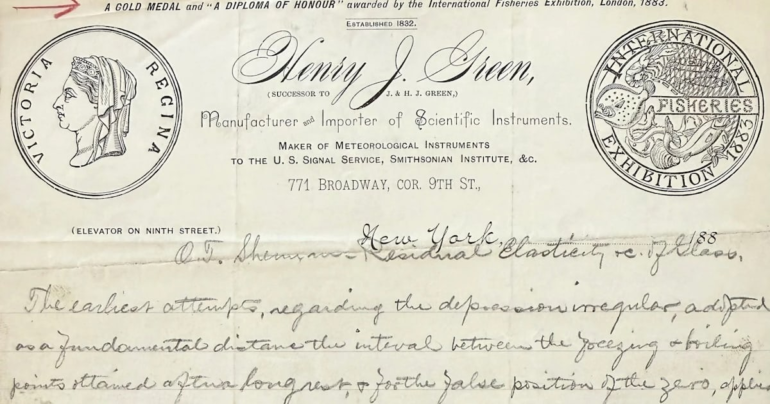 A GOLD MEDAL and "A DIPLOMA OF HONOUR" awarded by the International Fisheries Exhibition, London, 1883.
ESTABLISHED 1832.
VICTORIA REGINA
Henry J. Green,
(SUCCESSOR TO J. & H. J. GREEN,)
Manufacturer and Importer of Scientific Instruments.
MAKER OF METEOROLOGICAL INSTRUMENTS
TO THE U. S. SIGNAL SERVICE, SMITHSONIAN INSTITUTE, &C.
771 BROADWAY, COR. 9TH ST.,
INTERNATIONAL
FISHERIES
EXHIBITION 1883
(ELEVATOR ON NINTH STREET.)
New York, 188
O. T. Sherman Residual Elasticity &c. of Glass.
The earliest attempts, regarding the depression irregular, adopted
as a fundamental distance the interval between the freezing & boiling
points attained after a long rest, & for the false position of the zero, applied